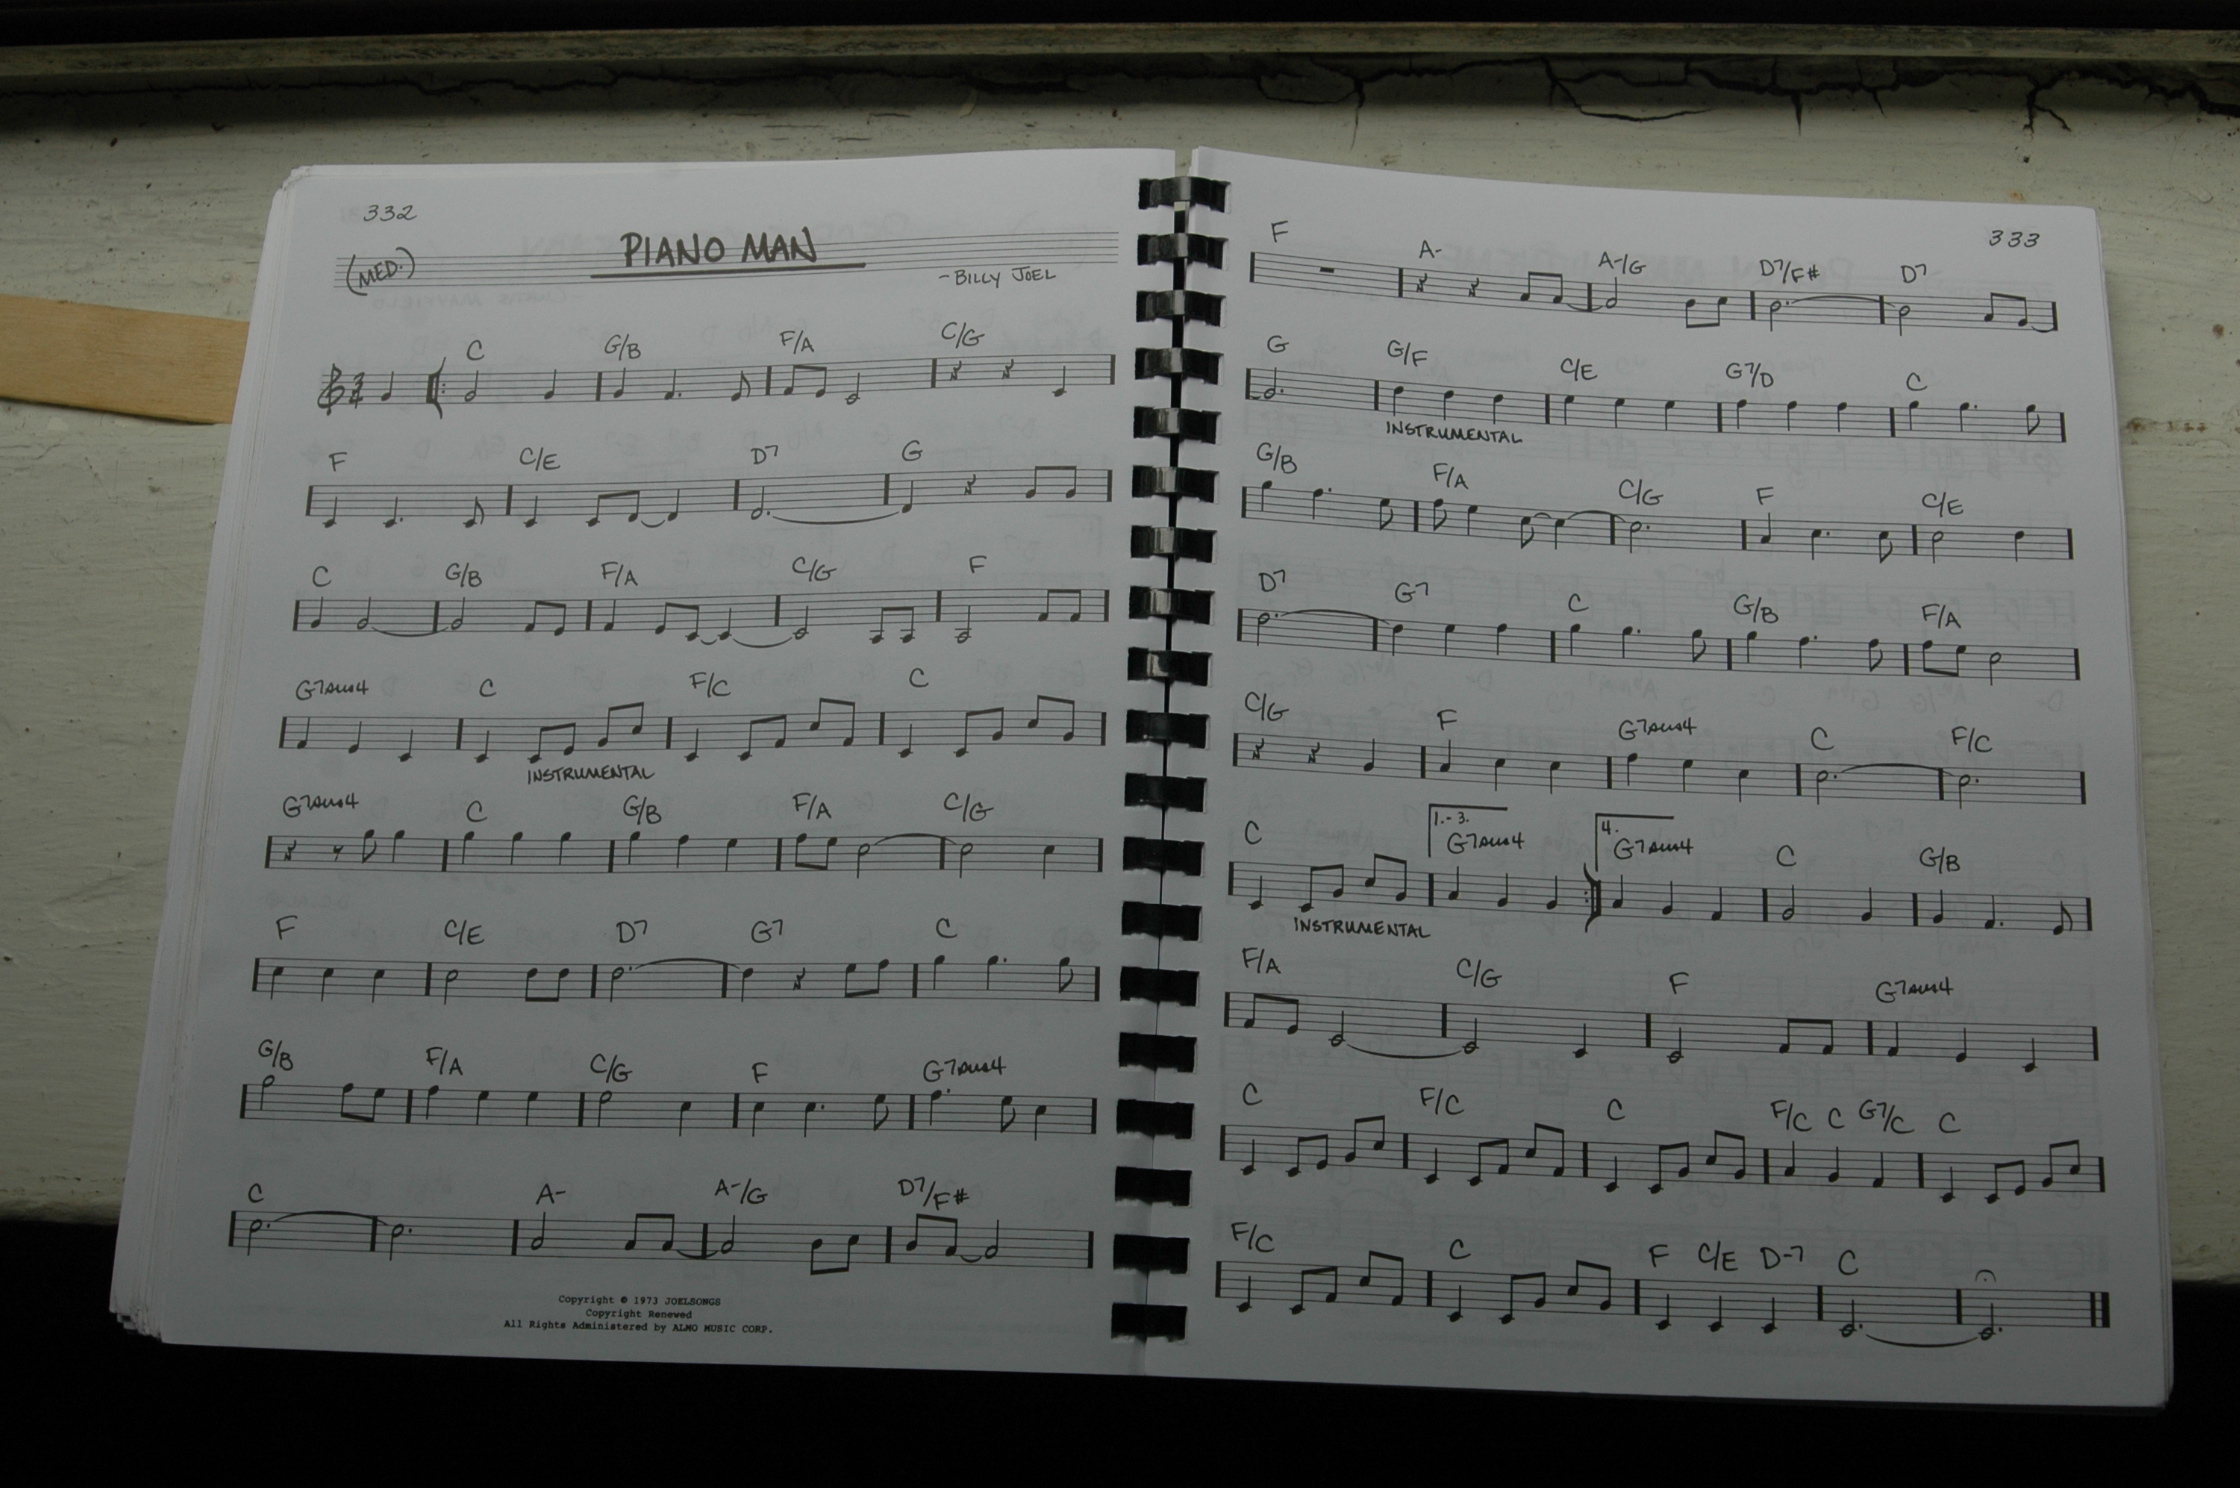 332
(MED.)
PIANO MAN
-BILLY JOEL
C G/B F/A C/G
F C/E D7 G
C G/B F/A C/G F
G7sus4 C F/C C
INSTRUMENTAL
G7sus4 C G/B F/A C/G
F C/E D7 G7 C
G/B F/A C/G F G7sus4
C A- A-/G D7/F#
Copyright © 1973 JOELSONGS
Copyright Renewed
All Rights Administered by ALMO MUSIC CORP.
333
F A- A-/G D7/F# D7
G G/F C/E G7/D C
INSTRUMENTAL
G/B F/A C/G F C/E
D7 G7 C G/B F/A
C/G F G7sus4 C F/C
1.-3. 4.
C G7sus4 G7sus4 C G/B
INSTRUMENTAL
F/A C/G F G7sus4
C F/C C F/C C G7/C C
F/C C F C/E D-7 C